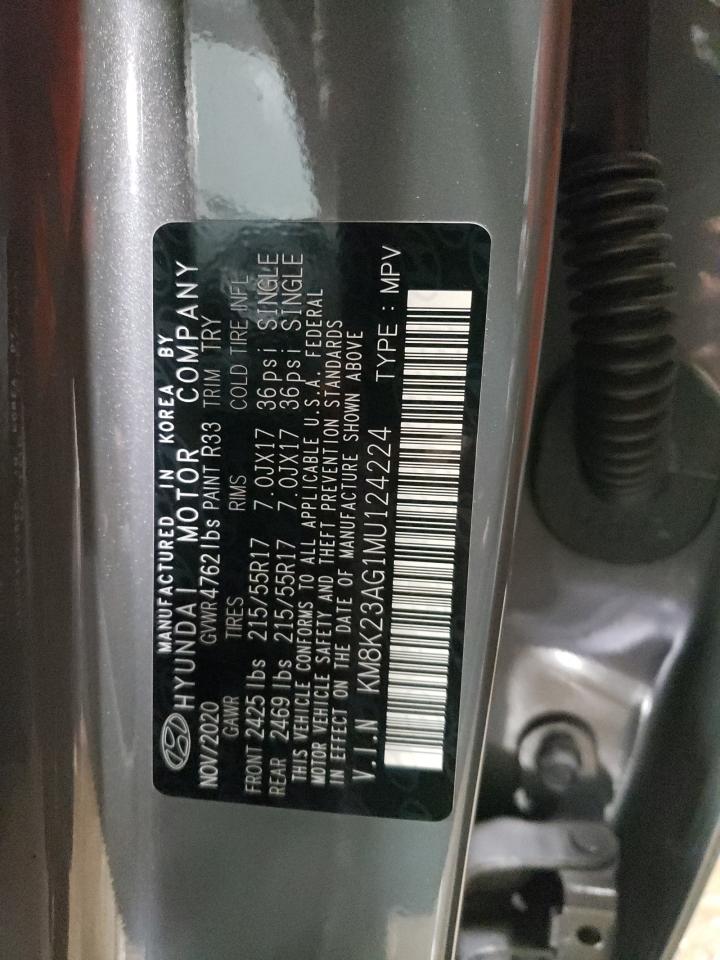 MANUFACTURED IN KOREA BY
HYUNDAI MOTOR COMPANY
NOV/2020 GVWR 4762 lbs PAINT R33 TRIM TRY
GAWR TIRES RIMS COLD TIRE INFL
FRONT 2425 lbs 215/55R17 7.0JX17 36psi SINGLE
REAR 2469 lbs 215/55R17 7.0JX17 36psi SINGLE
THIS VEHICLE CONFORMS TO ALL APPLICABLE U.S.A. FEDERAL
MOTOR VEHICLE SAFETY AND THEFT PREVENTION STANDARDS
IN EFFECT ON THE DATE OF MANUFACTURE SHOWN ABOVE
V.I.N KM8K23AG1MU124224 TYPE : MPV